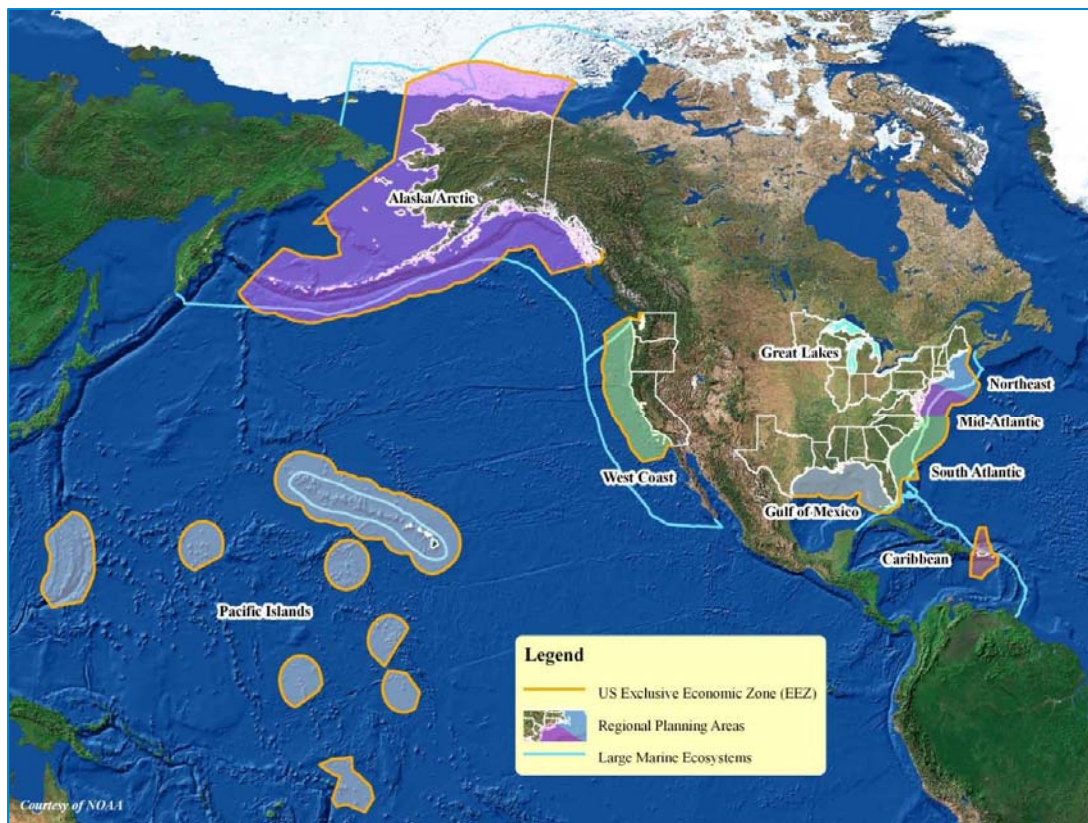 Alaska/Arctic
Great Lakes
Northeast
Mid-Atlantic
South Atlantic
West Coast
Gulf of Mexico
Caribbean
Pacific Islands
Legend
US Exclusive Economic Zone (EEZ)
Regional Planning Areas
Large Marine Ecosystems
Courtesy of NOAA